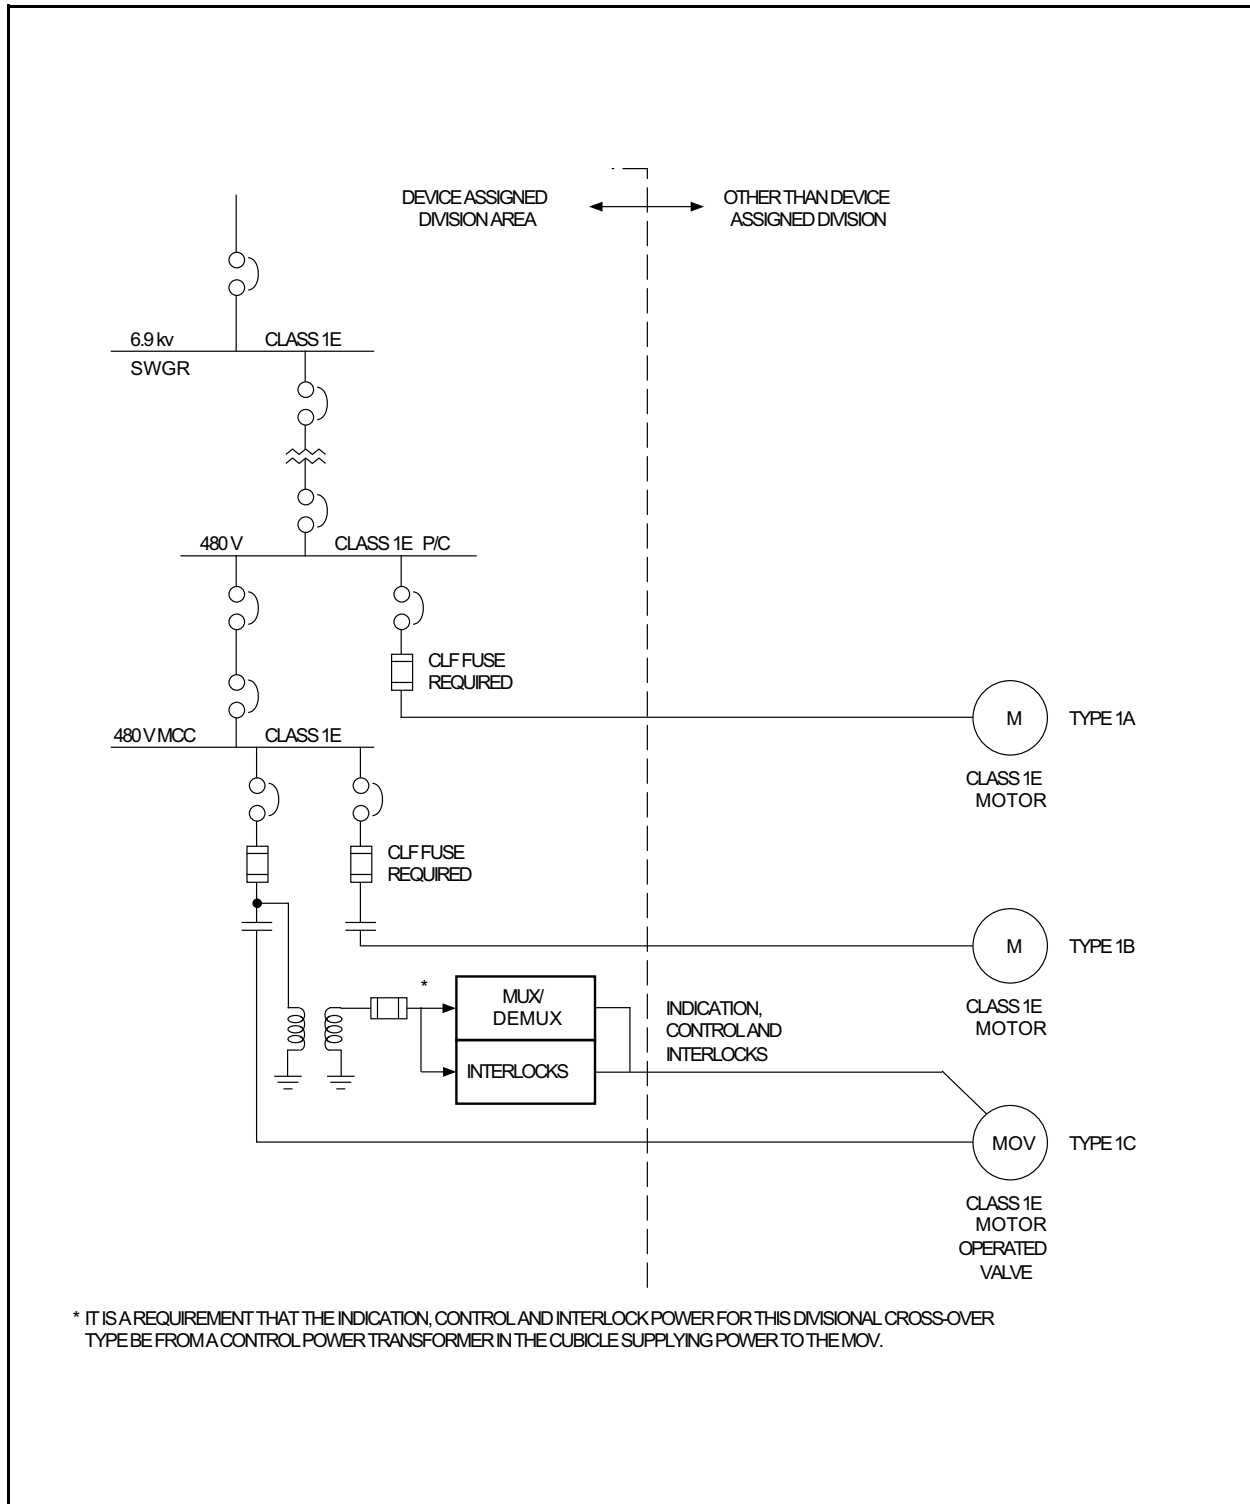 DEVICE ASSIGNED
DIVISION AREA
OTHER THAN DEVICE
ASSIGNED DIVISION
6.9 kv
CLASS 1E
SWGR
480 V
CLASS 1E P/C
CLF FUSE
REQUIRED
M
TYPE 1A
CLASS 1E
MOTOR
480 V MCC
CLASS 1E
CLF FUSE
REQUIRED
M
TYPE 1B
CLASS 1E
MOTOR
*
MUX/
DEMUX
INTERLOCKS
INDICATION,
CONTROL AND
INTERLOCKS
MOV
TYPE 1C
CLASS 1E
MOTOR
OPERATED
VALVE
* IT IS A REQUIREMENT THAT THE INDICATION, CONTROL AND INTERLOCK POWER FOR THIS DIVISIONAL CROSS-OVER
TYPE BE FROM A CONTROL POWER TRANSFORMER IN THE CUBICLE SUPPLYING POWER TO THE MOV.